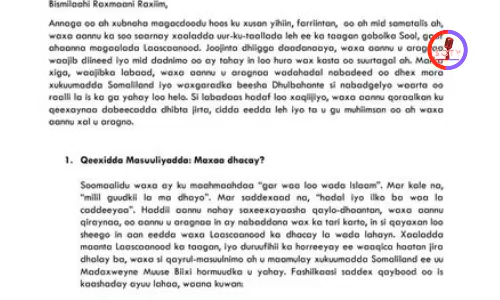 Bismilaahi Raxmaani Raxiim,
Annaga oo ah xubnaha magacdoodu hoos ku xusan yihiin, farriintan, oo ah mid samatalis ah,
waxa aannu ka soo saarnay xaaladda uur-ku-taallada leh ee ka taagan gobolka Sool, gaar
ahaanna magaalada Laascaanood. Joojinta dhiigga daadanaaya, waxa aannu u aragnaa
waajib diineed iyo mid dadnimo oo ay tahay in loo huro wax kasta oo suurtagal ah. Marka
xiga, waajibka labaad, waxa aannu u aragnaa wadahadal nabadeed oo dhex mara
xukuumadda Somaliland iyo waxgaradka beesha Dhulbahante si nabadgelyo waarta oo
raalli la is ka ga yahay loo helo. Si labadaas hadaf loo xaqiijiyo, waxa aannu qoraalkan ku
qeexaynaa dabeecadda dhibta jirta, cidda eedda leh iyo ta u gu muhiimsan oo ah waxa
aannu xal u aragno.
1. Qeexidda Masuuliyadda: Maxaa dhacay?
Soomaalidu waxa ay ku maahmaahdaa "gar waa loo wada Islaam". Mar kale na,
"milil guudkii la ma dhayo". Mar saddexaad na, "hadal iyo ilko ba waa la
caddeeyaa". Haddii aannu nahay saxeexayaasha qaylo-dhaantan, waxa aannu
qiraynaa, oo aannu u aragnaa in ay nabaddana wax ka tari karto, in si qayaxan loo
sheego in aan eedda waxa Laascaanood ka dhacay la wada lahayn. Xaaladda
maanta Laascaanood ka taagan, iyo duruufihii ka horreeyay ee waaqica haatan jira
dhalay ba, waxa si qayrul-masuulnimo ah u maamulay xukuumadda Somaliland ee uu
Madaxweyne Muuse Biixi hormuudka u yahay. Fashilkaasi saddex qaybood oo is
kaashaday ayuu lahaa, waana kuwan: